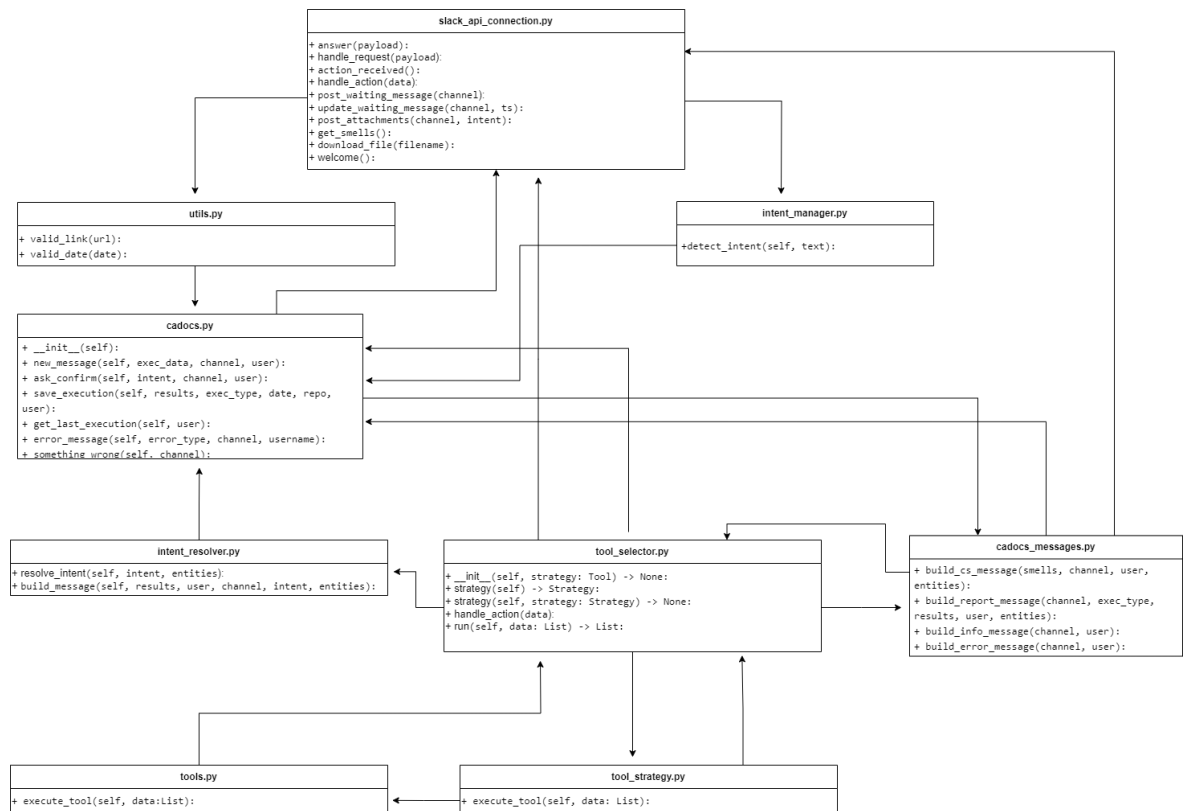 slack_api_connection.py
+ answer(payload):
+ handle_request(payload):
+ action_received():
+ handle_action(data):
+ post_waiting_message(channel):
+ update_waiting_message(channel, ts):
+ post_attachments(channel, intent):
+ get_smells():
+ download_file(filename):
+ welcome():
utils.py
+ valid_link(url):
+ valid_date(date):
intent_manager.py
+detect_intent(self, text):
cadocs.py
+ __init__(self):
+ new_message(self, exec_data, channel, user):
+ ask_confirm(self, intent, channel, user):
+ save_execution(self, results, exec_type, date, repo,
user):
+ get_last_execution(self, user):
+ error_message(self, error_type, channel, username):
+ something_wrong(self, channel):
intent_resolver.py
+ resolve_intent(self, intent, entities):
+ build_message(self, results, user, channel, intent, entities):
tool_selector.py
+ __init__(self, strategy: Tool) -> None:
+ strategy(self) -> Strategy:
+ strategy(self, strategy: Strategy) -> None:
+ handle_action(data):
+ run(self, data: List) -> List:
cadocs_messages.py
+ build_cs_message(smells, channel, user,
entities):
+ build_report_message(channel, exec_type,
results, user, entities):
+ build_info_message(channel, user):
+ build_error_message(channel, user):
tools.py
+ execute_tool(self, data:List):
tool_strategy.py
+ execute_tool(self, data: List):